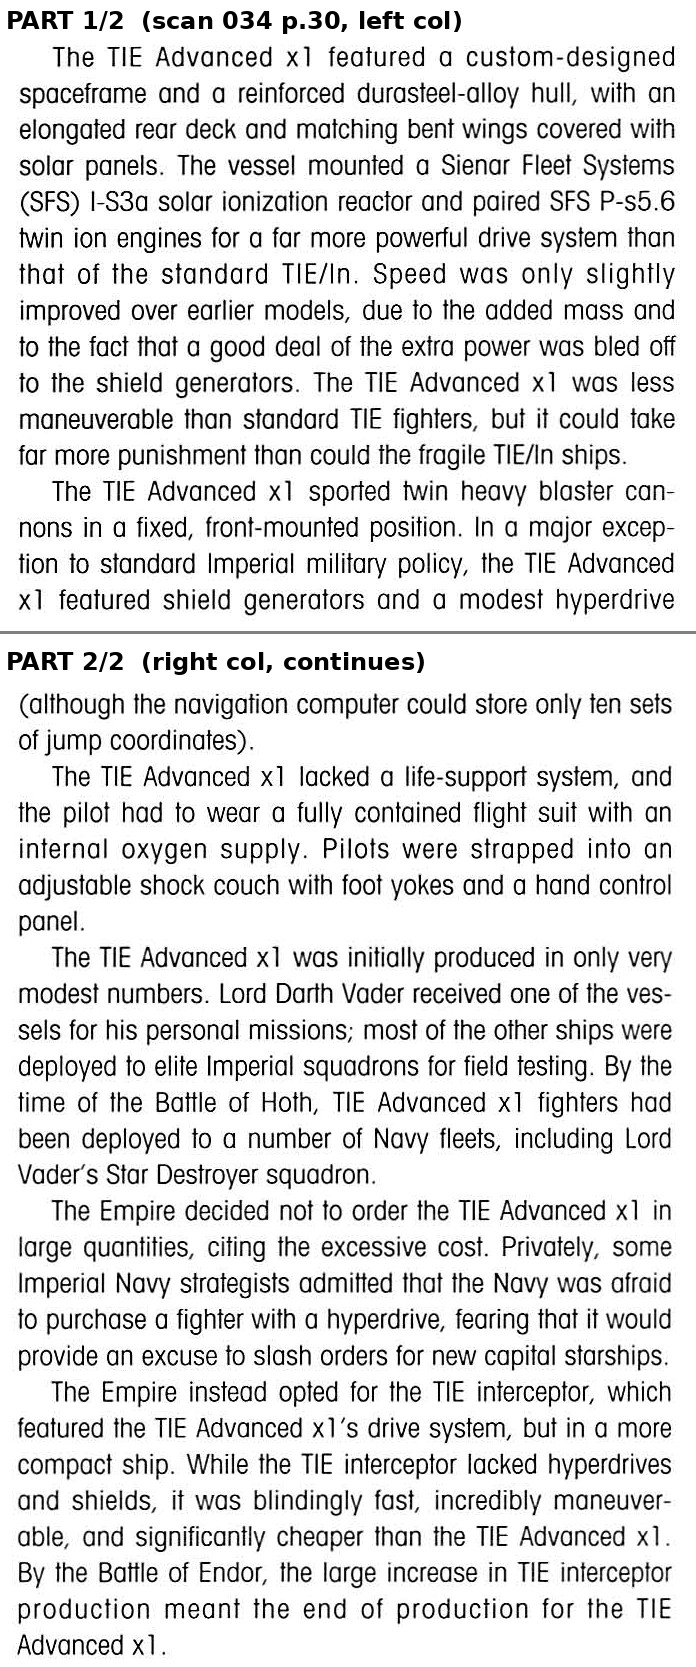 PART 1/2  (scan 034 p.30, left col)
The TIE Advanced x1 featured a custom-designed
spaceframe and a reinforced durasteel-alloy hull, with an
elongated rear deck and matching bent wings covered with
solar panels. The vessel mounted a Sienar Fleet Systems
(SFS) I-S3a solar ionization reactor and paired SFS P-s5.6
twin ion engines for a far more powerful drive system than
that of the standard TIE/In. Speed was only slightly
improved over earlier models, due to the added mass and
to the fact that a good deal of the extra power was bled off
to the shield generators. The TIE Advanced x1 was less
maneuverable than standard TIE fighters, but it could take
far more punishment than could the fragile TIE/In ships.
The TIE Advanced x1 sported twin heavy blaster can-
nons in a fixed, front-mounted position. In a major excep-
tion to standard Imperial military policy, the TIE Advanced
x1 featured shield generators and a modest hyperdrive
PART 2/2  (right col, continues)
(although the navigation computer could store only ten sets
of jump coordinates).
The TIE Advanced x1 lacked a life-support system, and
the pilot had to wear a fully contained flight suit with an
internal oxygen supply. Pilots were strapped into an
adjustable shock couch with foot yokes and a hand control
panel.
The TIE Advanced x1 was initially produced in only very
modest numbers. Lord Darth Vader received one of the ves-
sels for his personal missions; most of the other ships were
deployed to elite Imperial squadrons for field testing. By the
time of the Battle of Hoth, TIE Advanced x1 fighters had
been deployed to a number of Navy fleets, including Lord
Vader's Star Destroyer squadron.
The Empire decided not to order the TIE Advanced x1 in
large quantities, citing the excessive cost. Privately, some
Imperial Navy strategists admitted that the Navy was afraid
to purchase a fighter with a hyperdrive, fearing that it would
provide an excuse to slash orders for new capital starships.
The Empire instead opted for the TIE interceptor, which
featured the TIE Advanced x1's drive system, but in a more
compact ship. While the TIE interceptor lacked hyperdrives
and shields, it was blindingly fast, incredibly maneuver-
able, and significantly cheaper than the TIE Advanced x1.
By the Battle of Endor, the large increase in TIE interceptor
production meant the end of production for the TIE
Advanced x1.